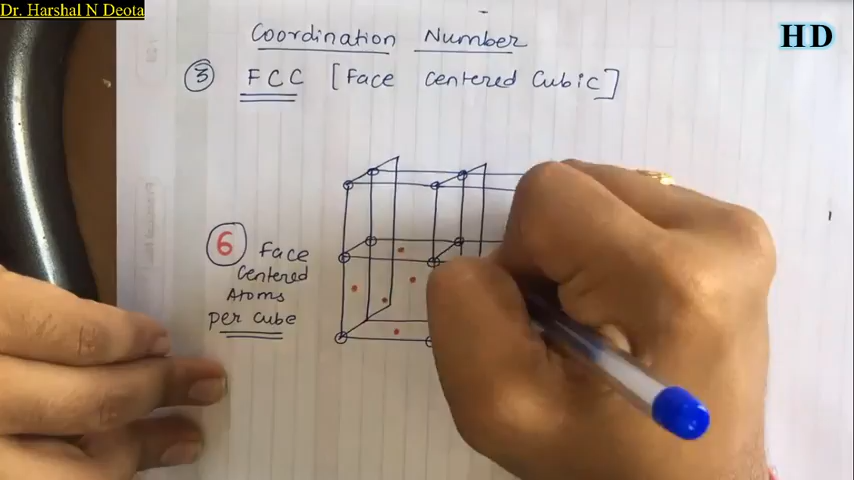 Dr. Harshal N Deota
HD
Coordination Number
③ FCC [Face Centered Cubic]
6 Face
Centered
Atoms
per cube